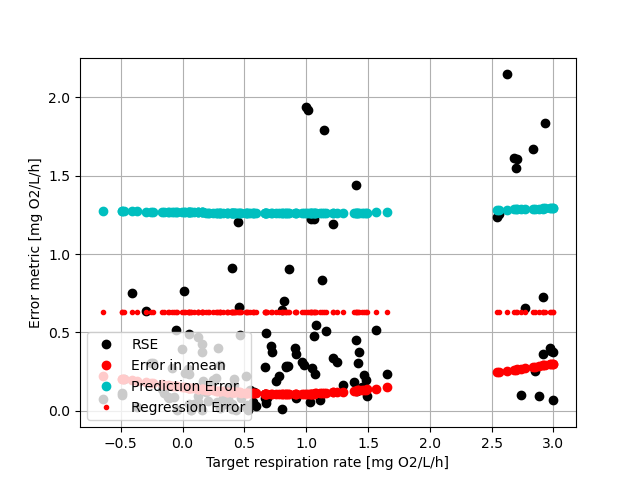 2.0
1.5
1.0
0.5
0.0
Error metric [mg O2/L/h]
RSE
Error in mean
Prediction Error
Regression Error
−0.5 0.0 0.5 1.0 1.5 2.0 2.5 3.0
Target respiration rate [mg O2/L/h]